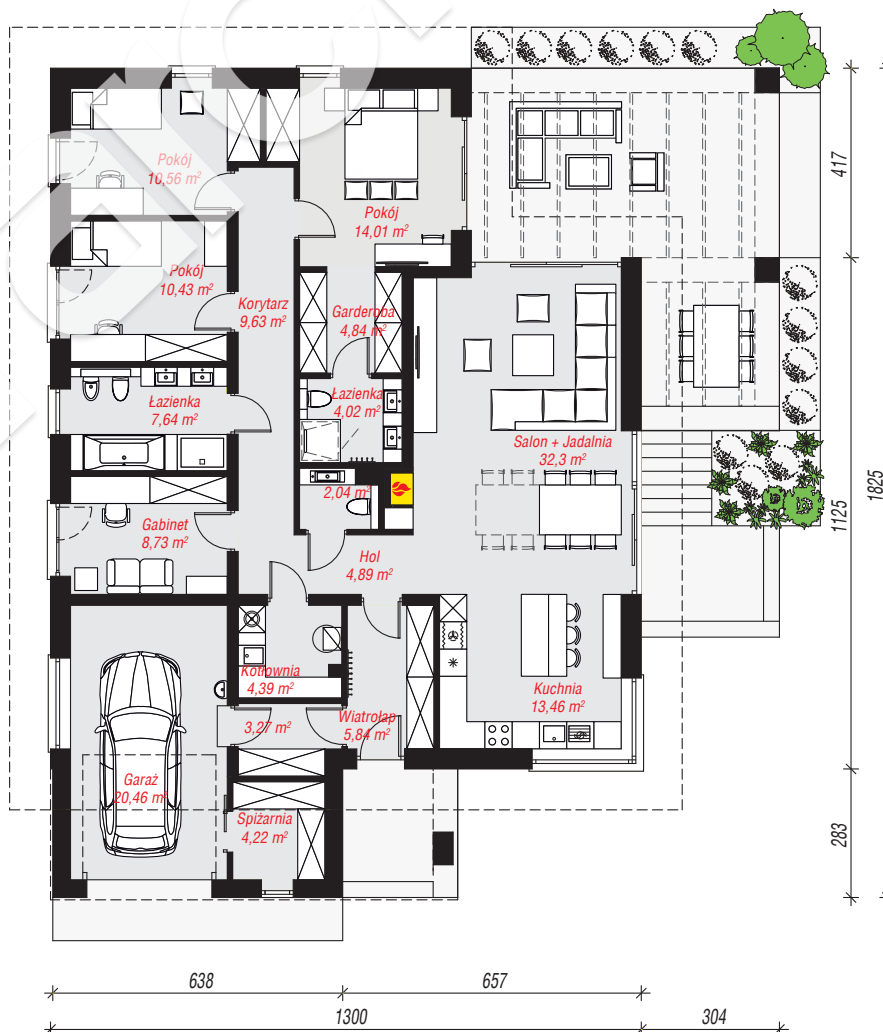 Pokój
10,56 m²
Pokój
14,01 m²
Pokój
10,43 m²
Korytarz
9,63 m²
Garderoba
4,84 m²
Łazienka
7,64 m²
Łazienka
4,02 m²
Salon + Jadalnia
32,3 m²
2,04 m²
Gabinet
8,73 m²
Hol
4,89 m²
Kotłownia
4,39 m²
Kuchnia
13,46 m²
Wiatrołap
5,84 m²
3,27 m²
Garaż
20,46 m²
Spiżarnia
4,22 m²
417
1125
1825
283
638
657
1300
304